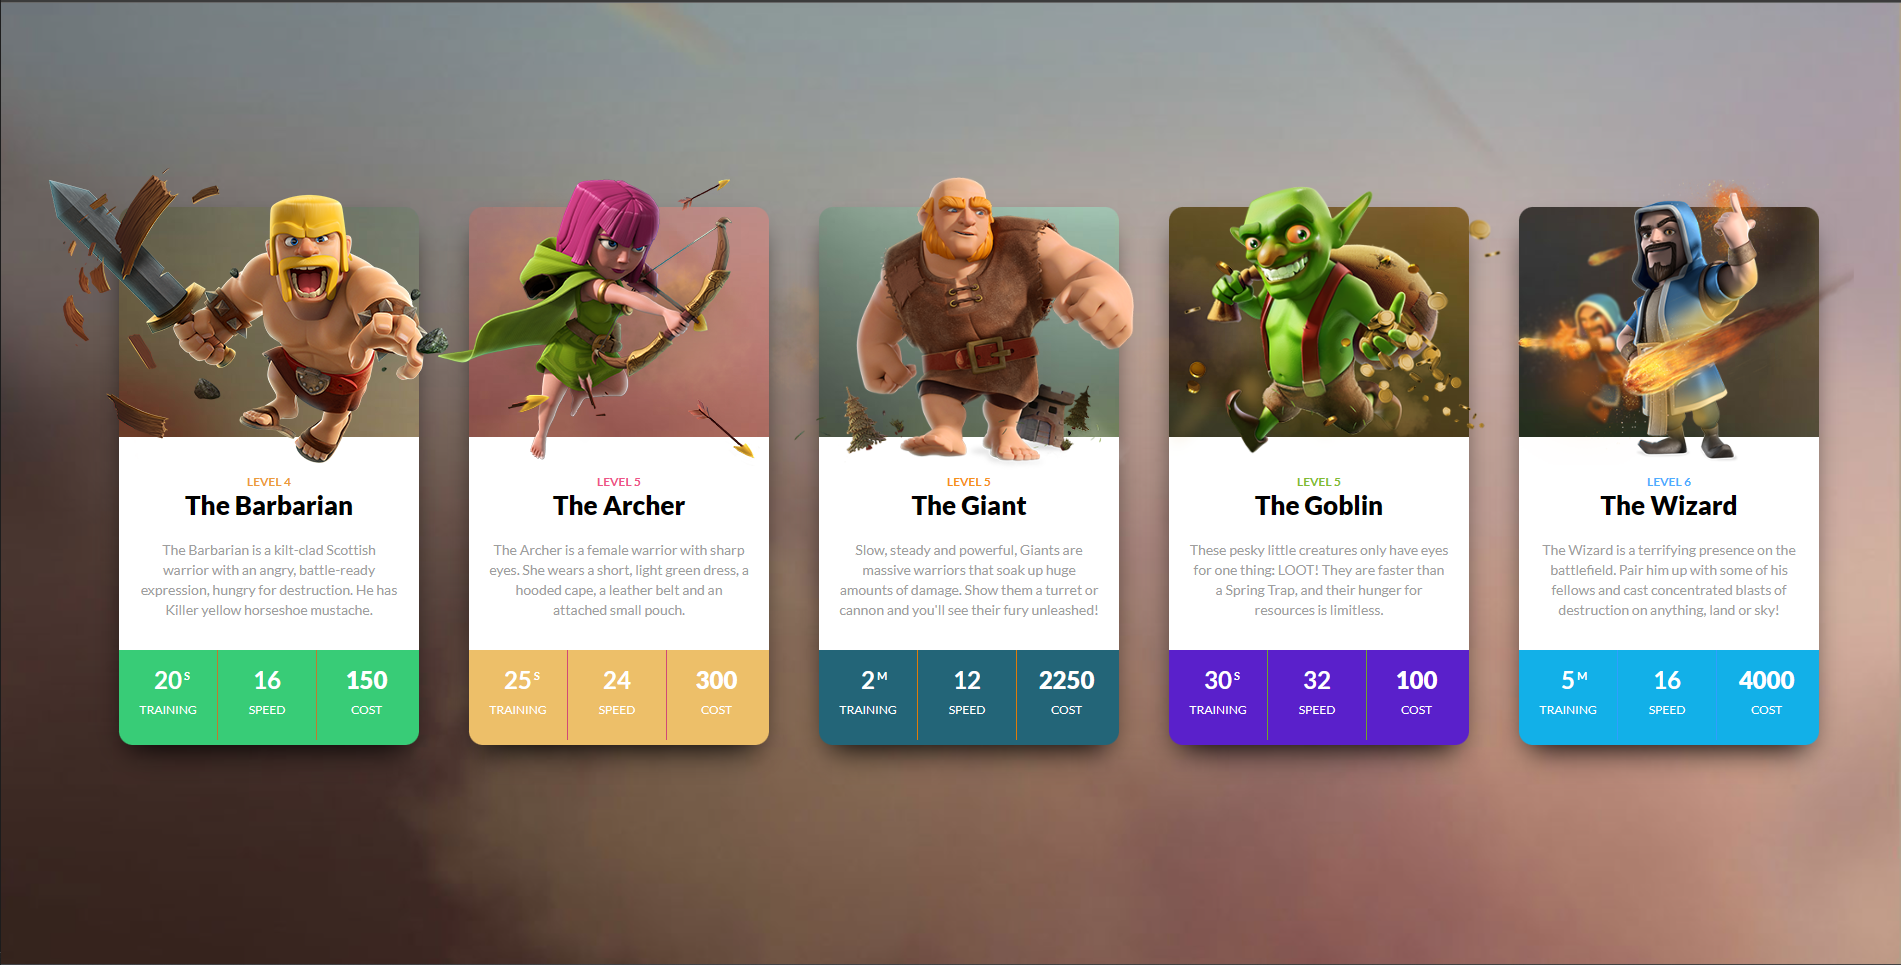 LEVEL 4
The Barbarian
The Barbarian is a kilt-clad Scottish
warrior with an angry, battle-ready
expression, hungry for destruction. He has
Killer yellow horseshoe mustache.
20S
TRAINING
16
SPEED
150
COST
LEVEL 5
The Archer
The Archer is a female warrior with sharp
eyes. She wears a short, light green dress, a
hooded cape, a leather belt and an
attached small pouch.
25S
TRAINING
24
SPEED
300
COST
LEVEL 5
The Giant
Slow, steady and powerful, Giants are
massive warriors that soak up huge
amounts of damage. Show them a turret or
cannon and you'll see their fury unleashed!
2M
TRAINING
12
SPEED
2250
COST
LEVEL 5
The Goblin
These pesky little creatures only have eyes
for one thing: LOOT! They are faster than
a Spring Trap, and their hunger for
resources is limitless.
30S
TRAINING
32
SPEED
100
COST
LEVEL 6
The Wizard
The Wizard is a terrifying presence on the
battlefield. Pair him up with some of his
fellows and cast concentrated blasts of
destruction on anything, land or sky!
5M
TRAINING
16
SPEED
4000
COST